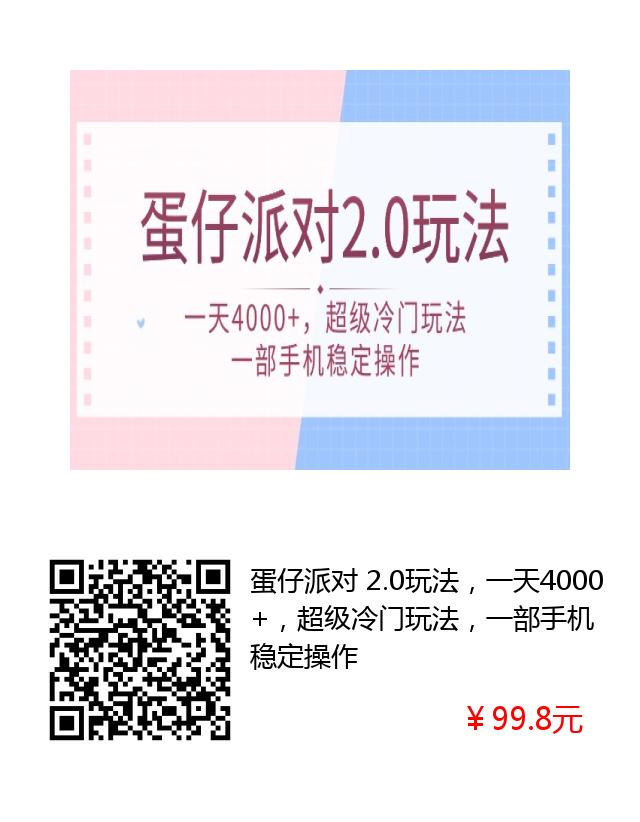 蛋仔派对2.0玩法
一天4000+，超级冷门玩法
一部手机稳定操作
蛋仔派对 2.0玩法，一天4000
+，超级冷门玩法，一部手机
稳定操作
¥ 99.8元